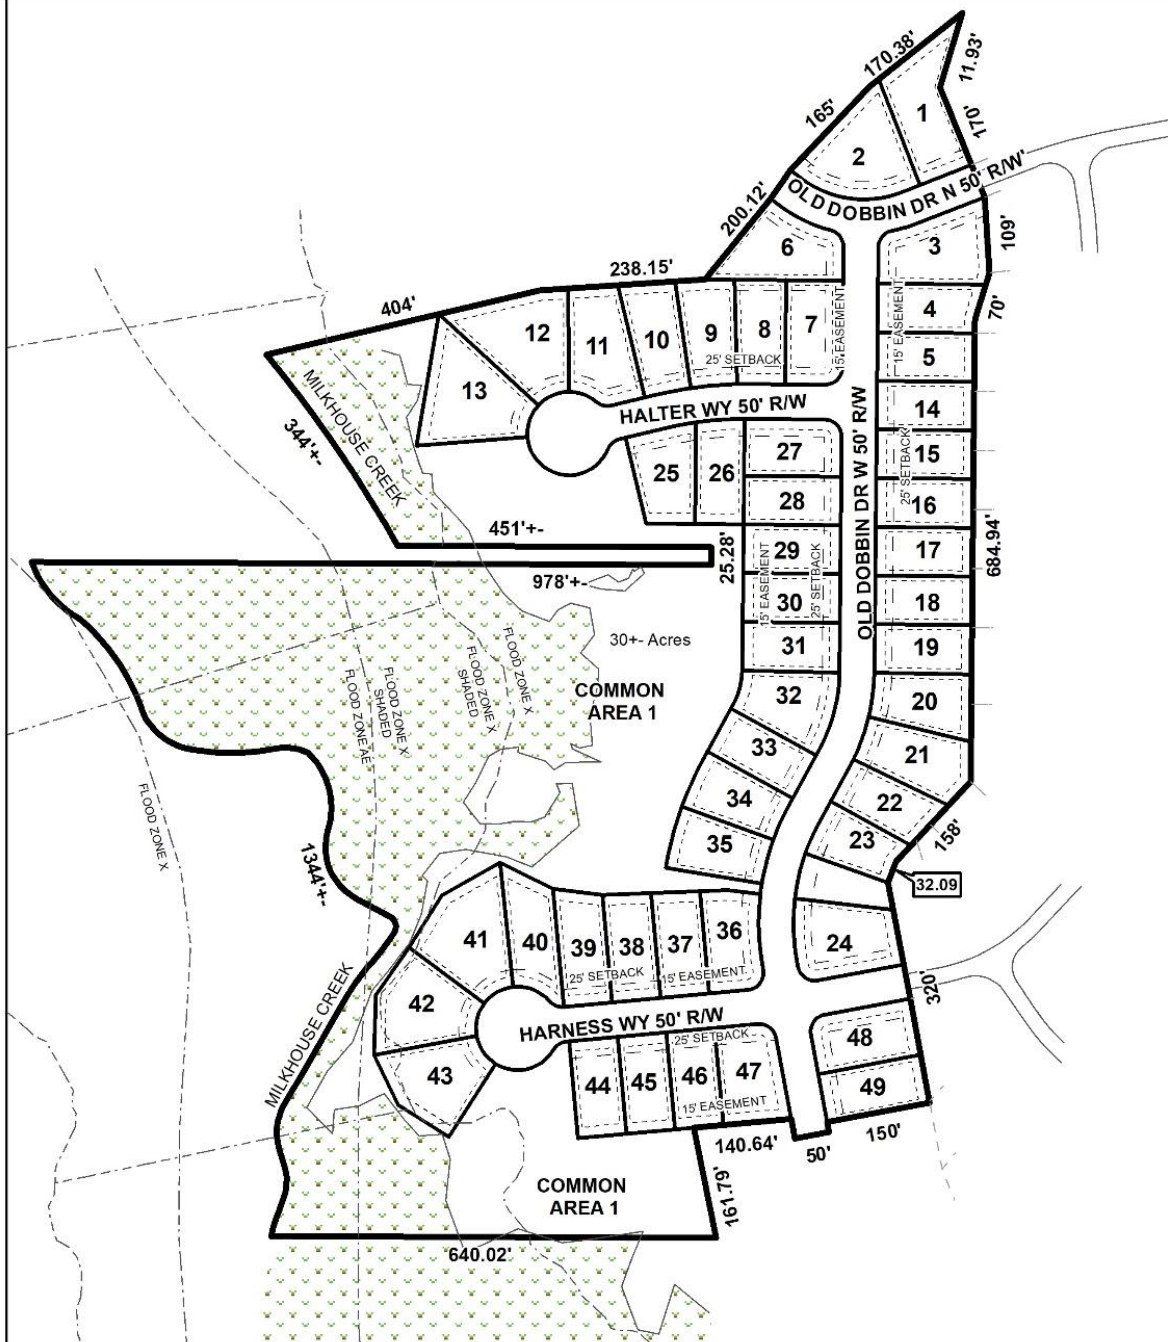 170.38'
11.93'
1
165'
170'
2
OLD DOBBIN DR N 50' R/W'
200.12'
6
3
109'
238.15'
404'
70'
15' EASEMENT
15' EASEMENT
4
12
11
10
9
8
7
5
25' SETBACK
13
MILKHOUSE CREEK
344'+-
HALTER WY 50' R/W
OLD DOBBIN DR W 50' R/W
14
27
15
25' SETBACK
25
26
28
16
451'+-
25.28'
684.94'
29
17
15' EASEMENT
25' SETBACK
978'+-
30
18
30+- Acres
31
19
FLOOD ZONE X
FLOOD ZONE X
SHADED
FLOOD ZONE X
SHADED
FLOOD ZONE AE
COMMON
AREA 1
32
20
33
21
FLOOD ZONE X
34
22
35
23
158'
1344'+-
32.09
41
40
39
38
37
36
24
25' SETBACK
15' EASEMENT
42
MILKHOUSE CREEK
HARNESS WY 50' R/W
320'
25' SETBACK
48
43
44
45
46
47
49
15' EASEMENT
140.64'
50'
150'
161.79'
COMMON
AREA 1
640.02'